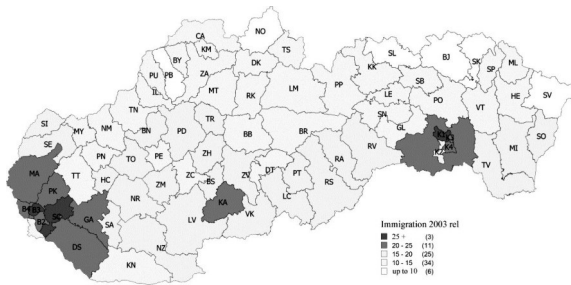 NO
CA
KM
TS
BY
DK
SL
BJ
SK
PU
PB
ZA
KK
SP
ML
IL
MT
RK
LM
PP
SB
LE
PO
HE
SV
TN
VT
SI
MY
NM
BN
PD
TR
BB
BR
SN
GL
SO
SE
PN
TO
PE
ZH
RV
K4
MA
TT
HC
ZC
BS
ZV
DT
PT
RA
TV
MI
PK
NR
ZM
KA
LC
RS
B4
B3
SC
GA
SA
LV
VK
B2
DS
NZ
KN
Immigration 2003 rel
25 + (3)
20 - 25 (11)
15 - 20 (25)
10 - 15 (34)
up to 10 (6)